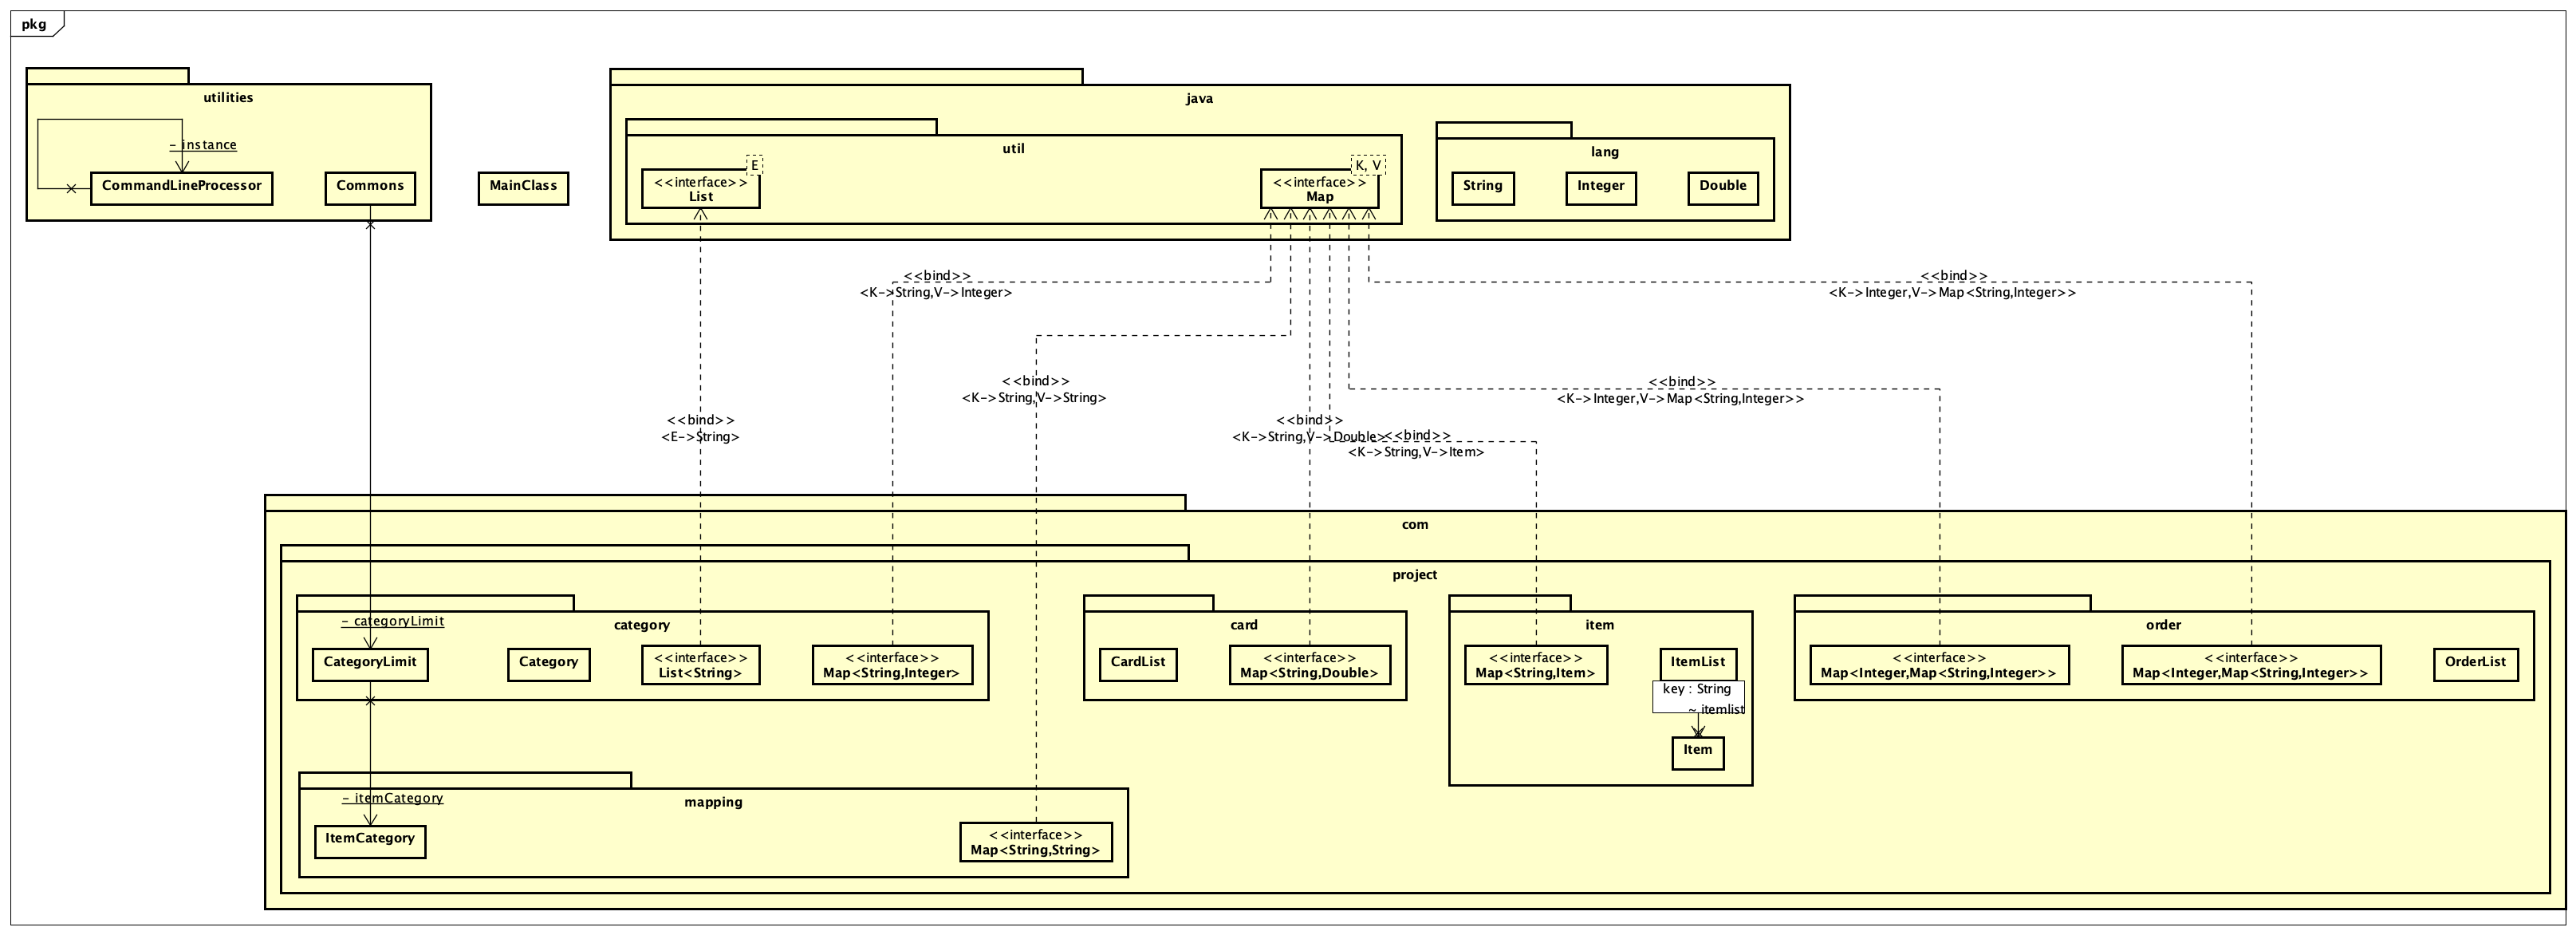 pkg
utilities
- instance
CommandLineProcessor
Commons
MainClass
java
util
E
<<interface>>
List
K, V
<<interface>>
Map
lang
String
Integer
Double
<<bind>>
<K->String,V->Integer>
<<bind>>
<K->Integer,V->Map<String,Integer>>
<<bind>>
<K->String,V->String>
<<bind>>
<K->Integer,V->Map<String,Integer>>
<<bind>>
<E->String>
<<bind>>
<K->String,V->Double>
<<bind>>
<K->String,V->Item>
com
project
category
- categoryLimit
CategoryLimit
Category
<<interface>>
List<String>
<<interface>>
Map<String,Integer>
card
CardList
<<interface>>
Map<String,Double>
item
<<interface>>
Map<String,Item>
ItemList
key : String
~ itemlist
Item
order
<<interface>>
Map<Integer,Map<String,Integer>>
<<interface>>
Map<Integer,Map<String,Integer>>
OrderList
mapping
- itemCategory
ItemCategory
<<interface>>
Map<String,String>